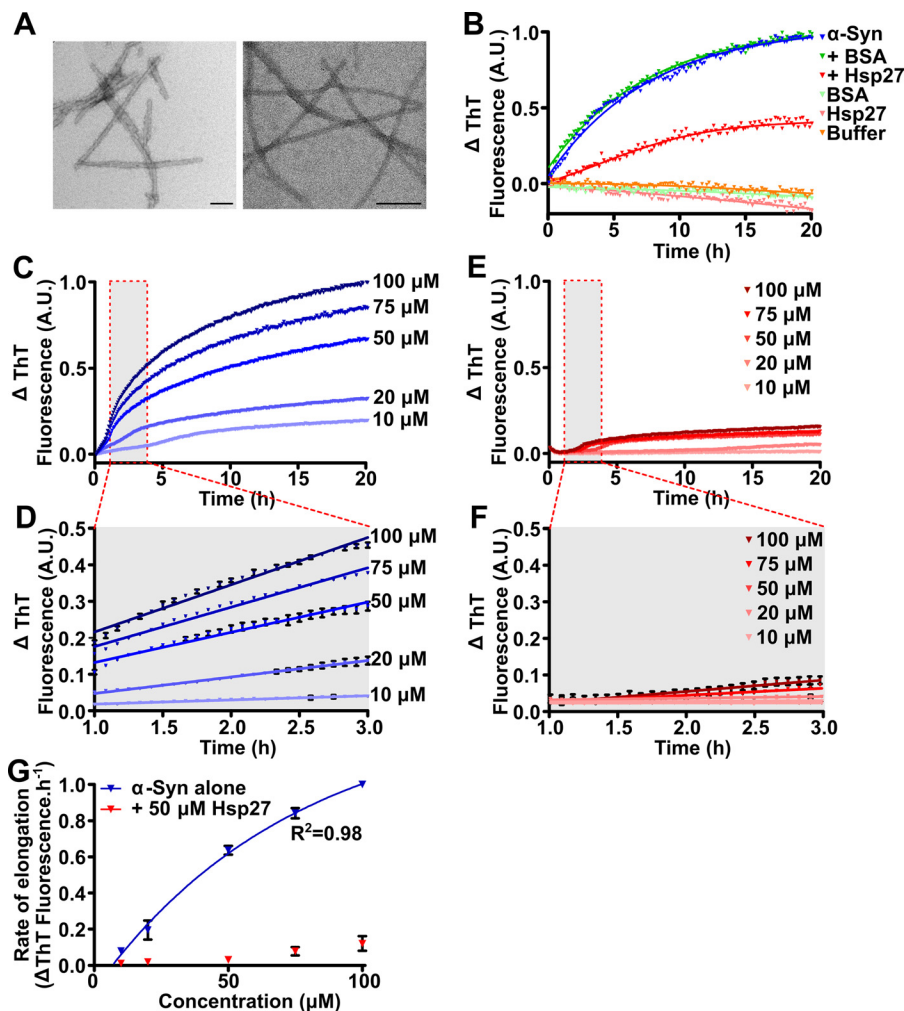 A
B
Δ ThT
Fluorescence (A.U.)
1.0
0.5
0.0
0
5
10
15
20
Time (h)
α-Syn
+ BSA
+ Hsp27
BSA
Hsp27
Buffer
C
Δ ThT
Fluorescence (A.U.)
1.0
0.5
0.0
0
5
10
15
20
Time (h)
100 μM
75 μM
50 μM
20 μM
10 μM
E
Δ ThT
Fluorescence (A.U.)
1.0
0.5
0.0
0
5
10
15
20
Time (h)
100 μM
75 μM
50 μM
20 μM
10 μM
D
Δ ThT
Fluorescence (A.U.)
0.5
0.4
0.3
0.2
0.1
0.0
1.0
1.5
2.0
2.5
3.0
Time (h)
100 μM
75 μM
50 μM
20 μM
10 μM
F
Δ ThT
Fluorescence (A.U.)
0.5
0.4
0.3
0.2
0.1
0.0
1.0
1.5
2.0
2.5
3.0
Time (h)
100 μM
75 μM
50 μM
20 μM
10 μM
G
Rate of elongation
(ΔThT Fluorescence.h⁻¹)
1.0
0.8
0.6
0.4
0.2
0.0
0
50
100
Concentration (μM)
α-Syn alone
+ 50 μM Hsp27
R²=0.98